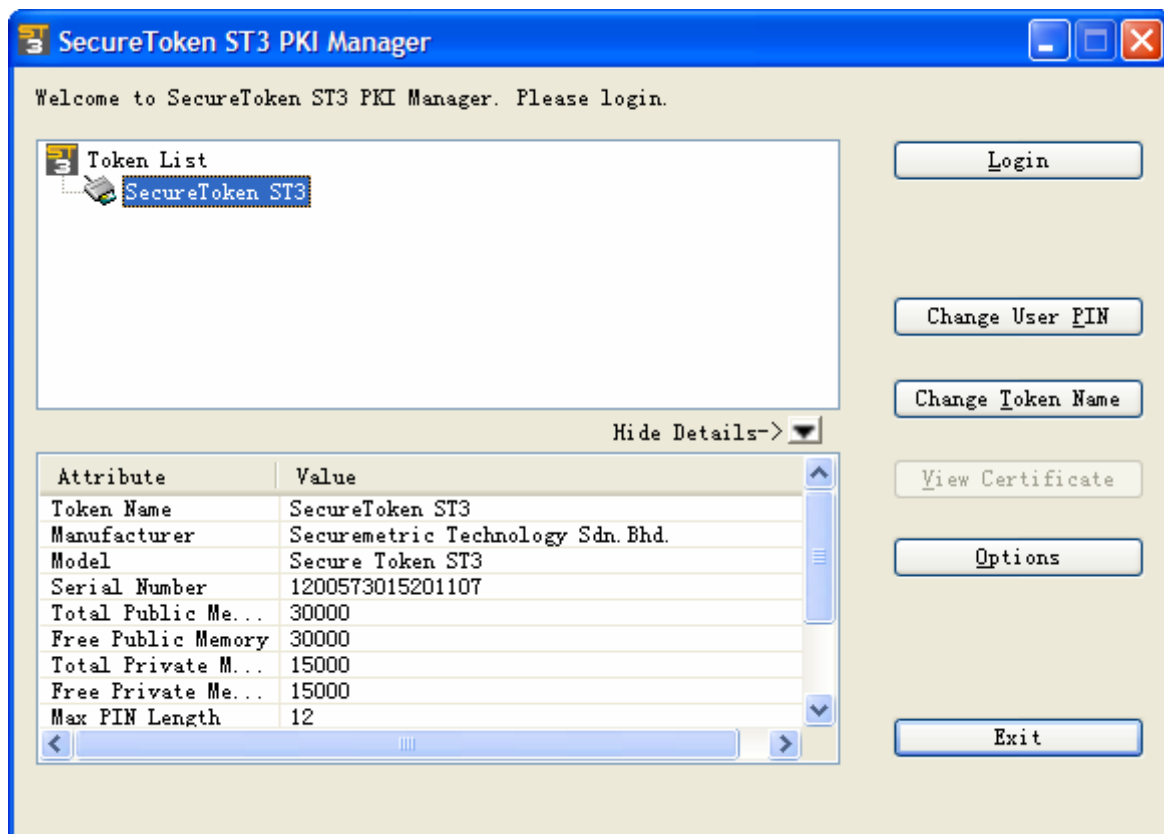 SecureToken ST3 PKI Manager
Welcome to SecureToken ST3 PKI Manager. Please login.
Token List
SecureToken ST3
Login
Change User PIN
Change Token Name
Hide Details->
View Certificate
Options
Attribute Value
Token Name SecureToken ST3
Manufacturer Securemetric Technology Sdn.Bhd.
Model Secure Token ST3
Serial Number 1200573015201107
Total Public Me... 30000
Free Public Memory 30000
Total Private M... 15000
Free Private Me... 15000
Max PIN Length 12
Exit